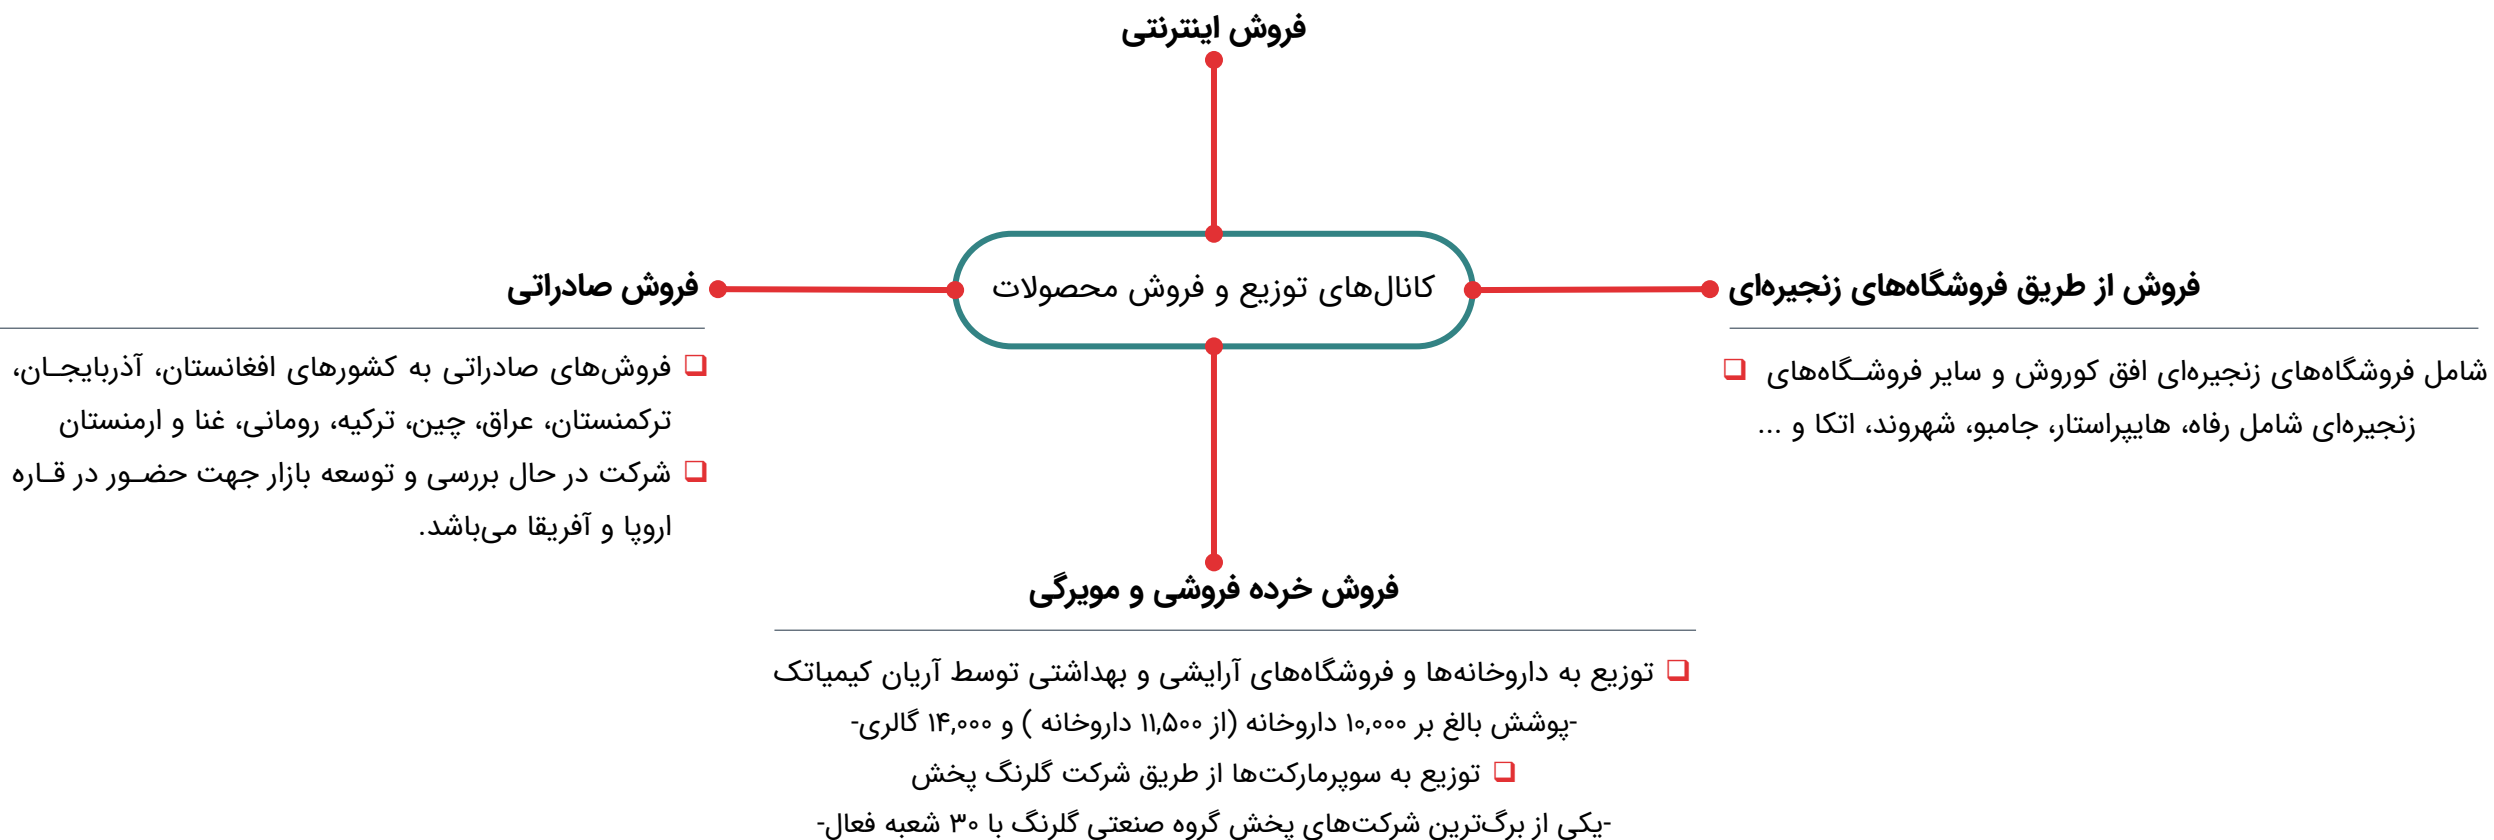 فروش اینترنتی
کانال‌های توزیع و فروش محصولات
فروش از طریق فروشگاه‌های زنجیره‌ای
شامل فروشگاه‌های زنجیره‌ای افق کوروش و سایر فروشـگاه‌های
زنجیره‌ای شامل رفاه، هایپراستار، جامبو، شهروند، اتکا و ...
فروش صادراتی
فروش‌های صادراتی به کشورهای افغانستان، آذربایجـان،
ترکمنستان، عراق، چین، ترکیه، رومانی، غنا و ارمنستان
شرکت در حال بررسی و توسعه بازار جهت حضـور در قـاره
اروپا و آفریقا می‌باشد.
فروش خرده فروشی و مویرگی
توزیع به داروخانه‌ها و فروشگاه‌های آرایشی و بهداشتی توسط آریان کیمیاتک
-پوشش بالغ بر ۱۰,۰۰۰ داروخانه (از ۱۱,۵۰۰ داروخانه ) و ۱۴,۰۰۰ گالری-
توزیع به سوپرمارکت‌ها از طریق شرکت گلرنگ پخش
-یکی از برگ‌ترین شرکت‌های پخش گروه صنعتی گلرنگ با ۳۰ شعبه فعال-